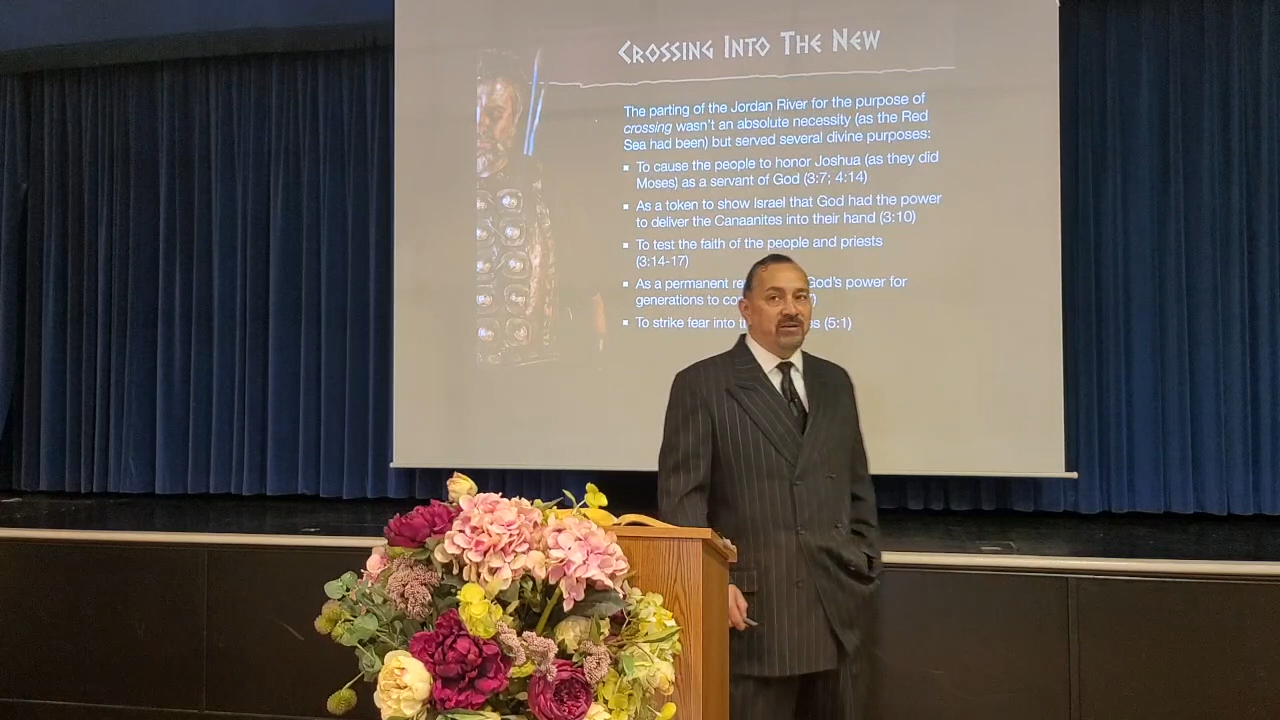 CROSSING INTO THE NEW
The parting of the Jordan River for the purpose of
crossing wasn't an absolute necessity (as the Red
Sea had been) but served several divine purposes:
▪ To cause the people to honor Joshua (as they did
Moses) as a servant of God (3:7; 4:14)
▪ As a token to show Israel that God had the power
to deliver the Canaanites into their hand (3:10)
▪ To test the faith of the people and priests
(3:14-17)
▪ As a permanent God's power for
generations to
▪ To strike fear into (5:1)